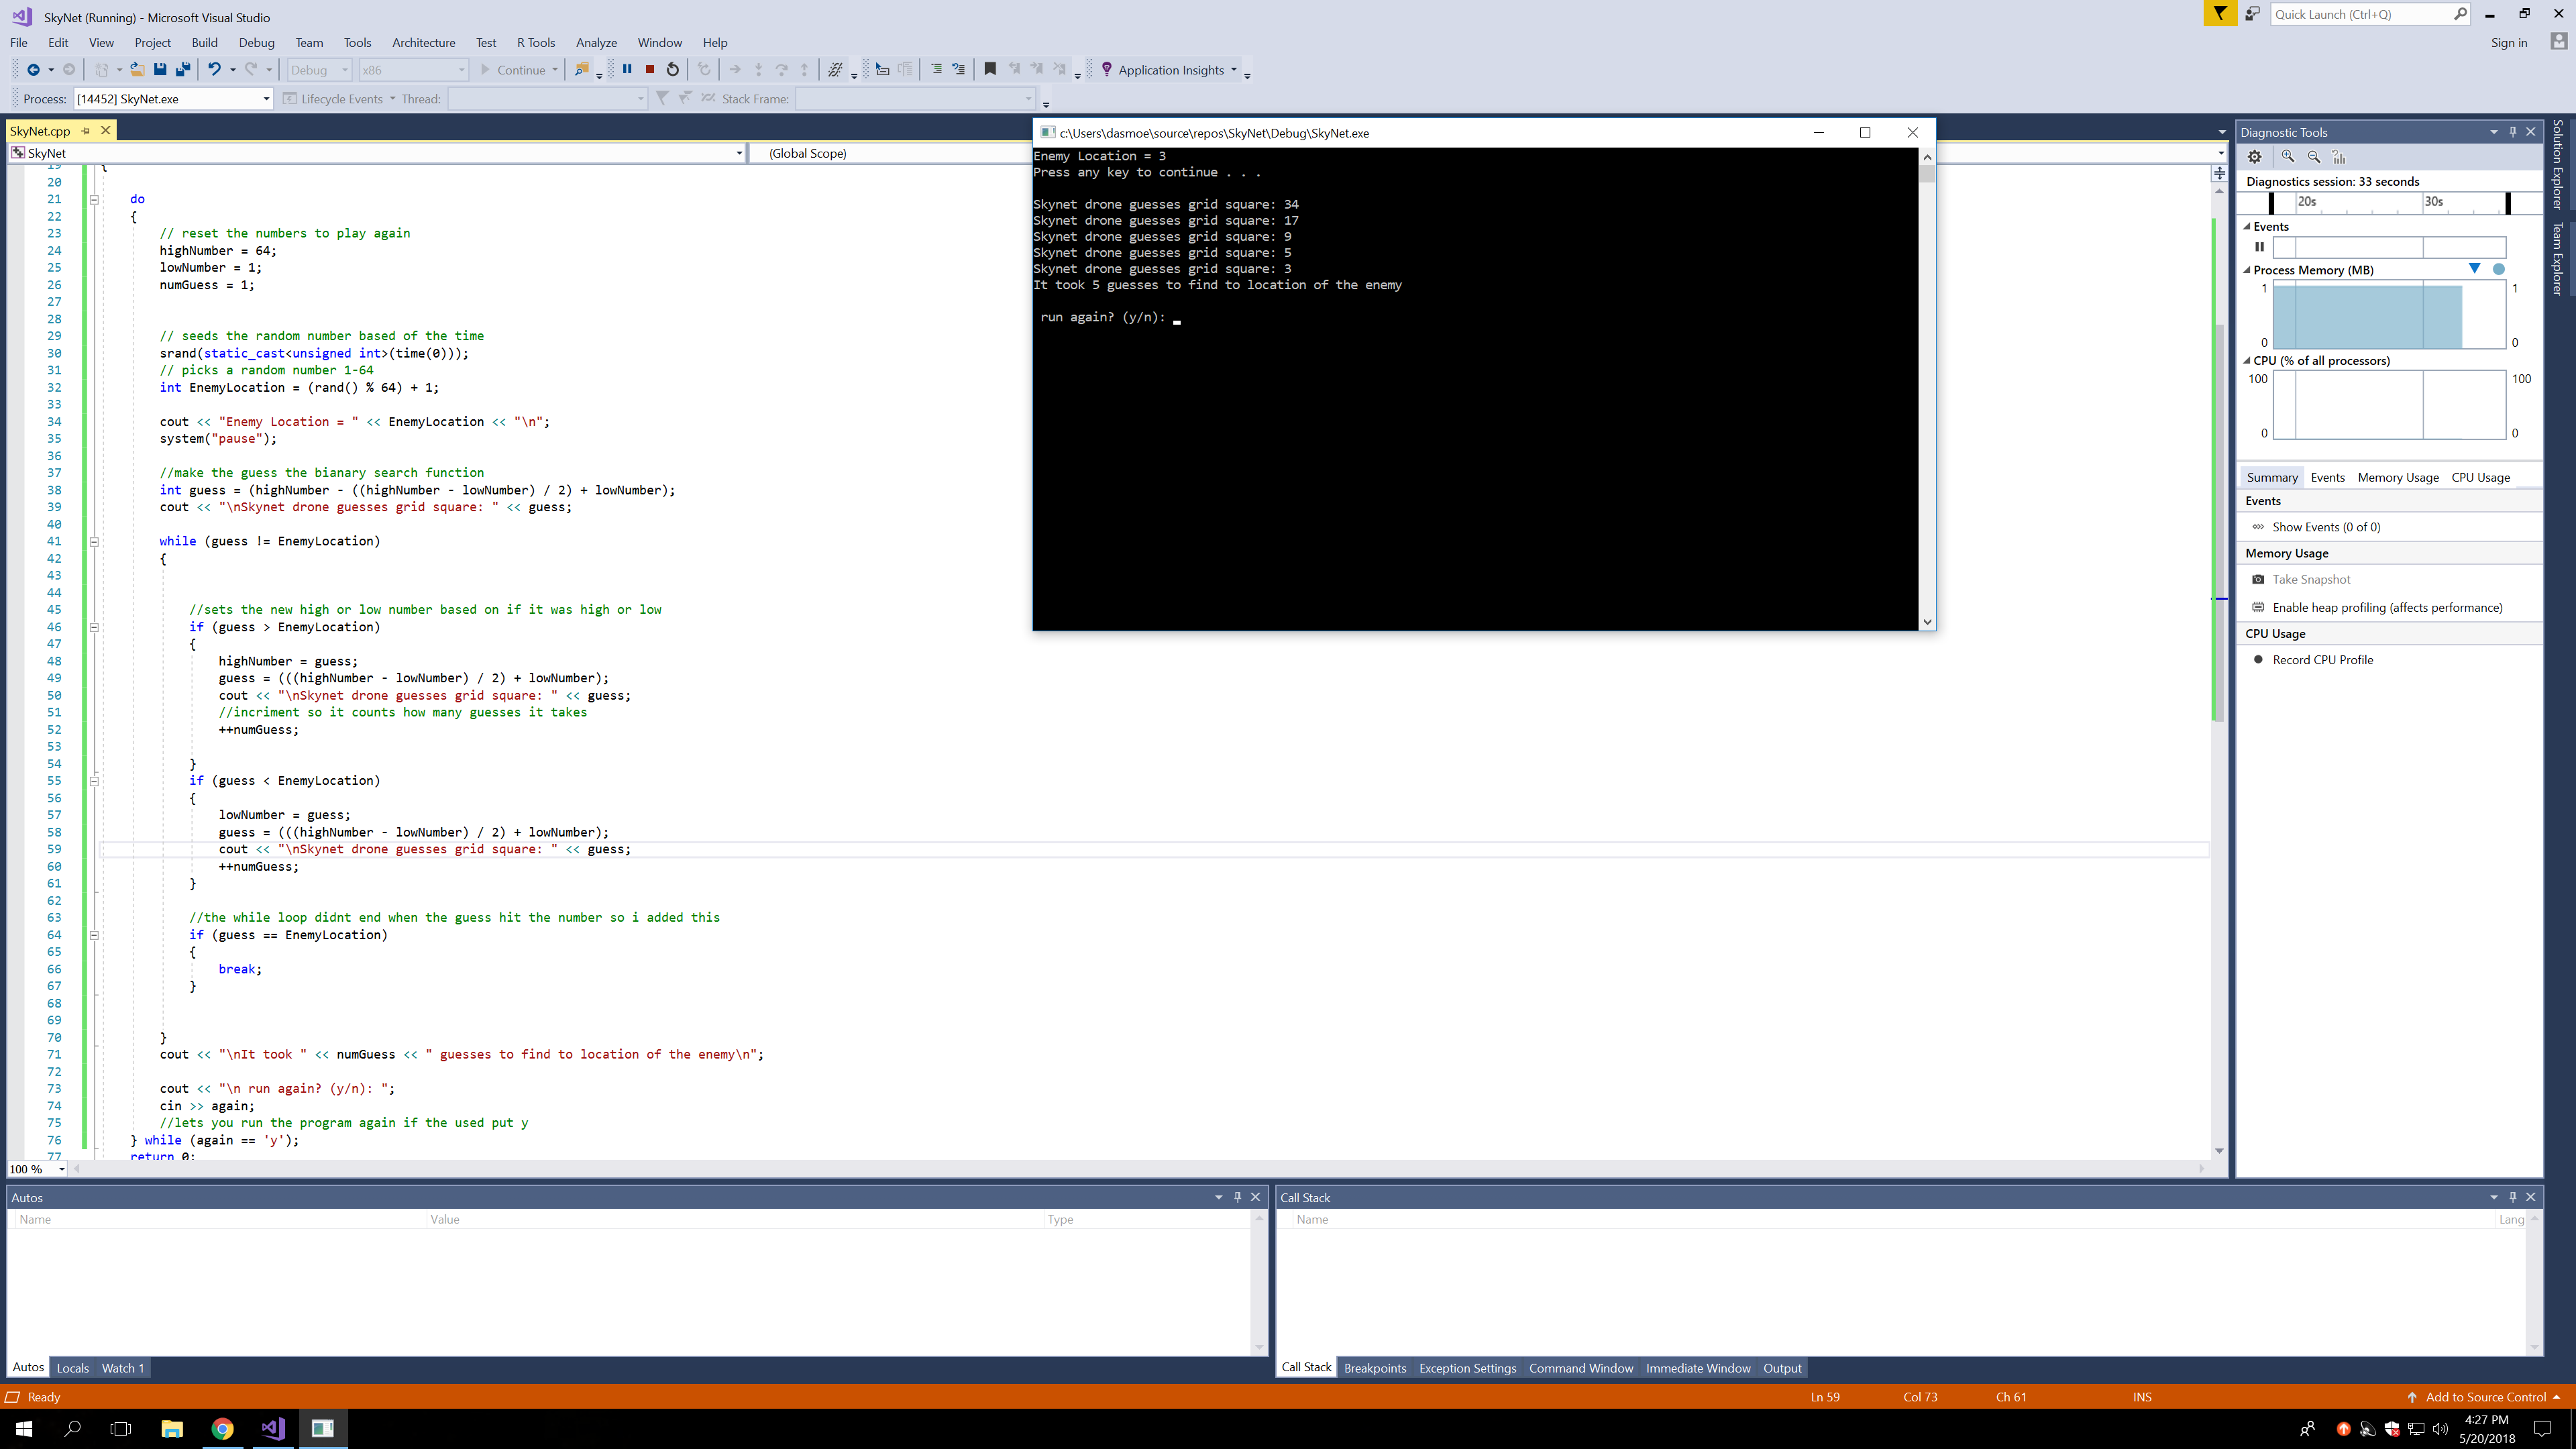 SkyNet (Running) - Microsoft Visual Studio
Quick Launch (Ctrl+Q)
File Edit View Project Build Debug Team Tools Architecture Test R Tools Analyze Window Help
Sign in
Debug x86 Continue Application Insights
Process: [14452] SkyNet.exe Lifecycle Events Thread: Stack Frame:
SkyNet.cpp
SkyNet (Global Scope)
19 {
20
21 do
22 {
23 // reset the numbers to play again
24 highNumber = 64;
25 lowNumber = 1;
26 numGuess = 1;
27
28
29 // seeds the random number based of the time
30 srand(static_cast<unsigned int>(time(0)));
31 // picks a random number 1-64
32 int EnemyLocation = (rand() % 64) + 1;
33
34 cout << "Enemy Location = " << EnemyLocation << "\n";
35 system("pause");
36
37 //make the guess the bianary search function
38 int guess = (highNumber - ((highNumber - lowNumber) / 2) + lowNumber);
39 cout << "\nSkynet drone guesses grid square: " << guess;
40
41 while (guess != EnemyLocation)
42 {
43
44
45 //sets the new high or low number based on if it was high or low
46 if (guess > EnemyLocation)
47 {
48 highNumber = guess;
49 guess = (((highNumber - lowNumber) / 2) + lowNumber);
50 cout << "\nSkynet drone guesses grid square: " << guess;
51 //incriment so it counts how many guesses it takes
52 ++numGuess;
53
54 }
55 if (guess < EnemyLocation)
56 {
57 lowNumber = guess;
58 guess = (((highNumber - lowNumber) / 2) + lowNumber);
59 cout << "\nSkynet drone guesses grid square: " << guess;
60 ++numGuess;
61 }
62
63 //the while loop didnt end when the guess hit the number so i added this
64 if (guess == EnemyLocation)
65 {
66 break;
67 }
68
69
70 }
71 cout << "\nIt took " << numGuess << " guesses to find to location of the enemy\n";
72
73 cout << "\n run again? (y/n): ";
74 cin >> again;
75 //lets you run the program again if the used put y
76 } while (again == 'y');
77 return 0;
100 %
c:\Users\dasmoe\source\repos\SkyNet\Debug\SkyNet.exe
Enemy Location = 3
Press any key to continue . . .
Skynet drone guesses grid square: 34
Skynet drone guesses grid square: 17
Skynet drone guesses grid square: 9
Skynet drone guesses grid square: 5
Skynet drone guesses grid square: 3
It took 5 guesses to find to location of the enemy
run again? (y/n):
Diagnostic Tools
Diagnostics session: 33 seconds
20s 30s
Events
Process Memory (MB)
1 1
0 0
CPU (% of all processors)
100 100
0 0
Summary Events Memory Usage CPU Usage
Events
Show Events (0 of 0)
Memory Usage
Take Snapshot
Enable heap profiling (affects performance)
CPU Usage
Record CPU Profile
Solution Explorer
Team Explorer
Autos
Name Value Type
Autos Locals Watch 1
Call Stack
Name Lang
Call Stack Breakpoints Exception Settings Command Window Immediate Window Output
Ready Ln 59 Col 73 Ch 61 INS Add to Source Control
4:27 PM
5/20/2018